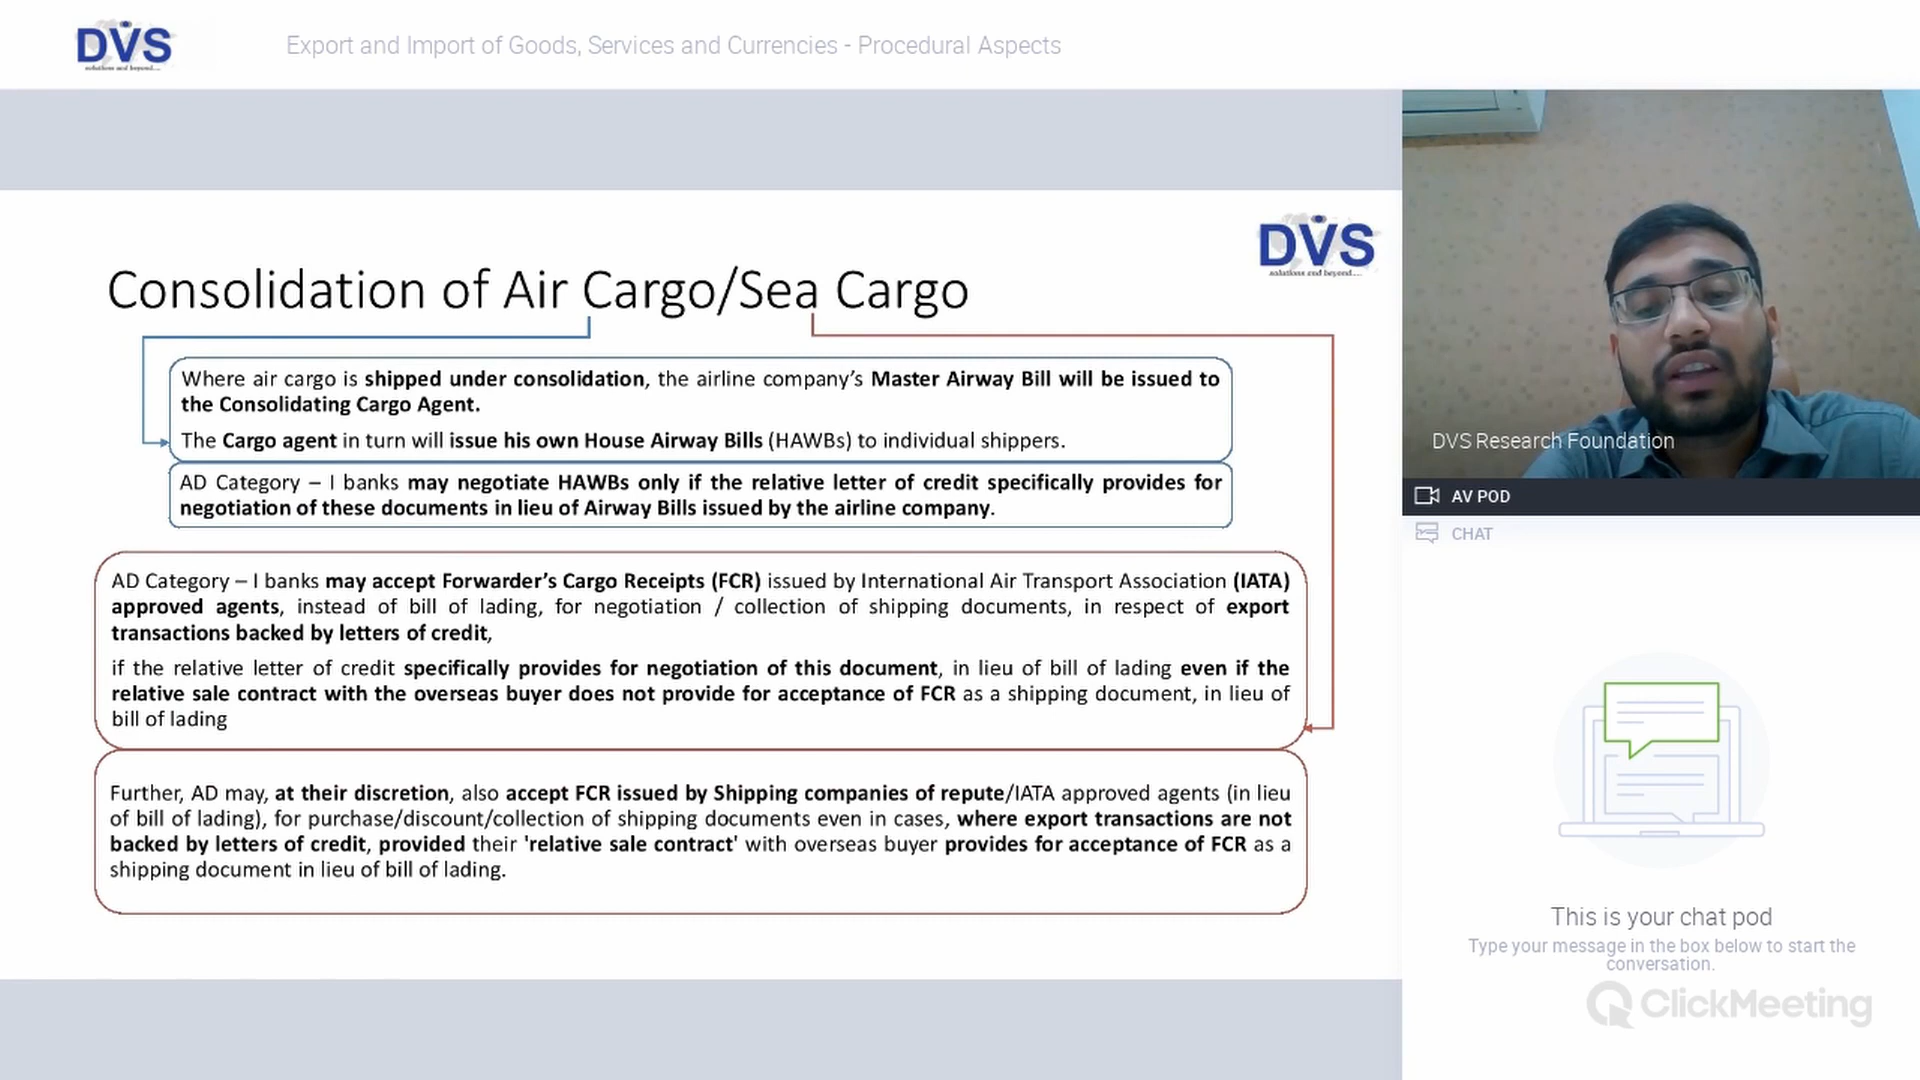 DVS
solutions and beyond....
Export and Import of Goods, Services and Currencies - Procedural Aspects
DVS
solutions and beyond....
Consolidation of Air Cargo/Sea Cargo
Where air cargo is shipped under consolidation, the airline company’s Master Airway Bill will be issued to
the Consolidating Cargo Agent.
The Cargo agent in turn will issue his own House Airway Bills (HAWBs) to individual shippers.
AD Category – I banks may negotiate HAWBs only if the relative letter of credit specifically provides for
negotiation of these documents in lieu of Airway Bills issued by the airline company.
AD Category – I banks may accept Forwarder’s Cargo Receipts (FCR) issued by International Air Transport Association (IATA)
approved agents, instead of bill of lading, for negotiation / collection of shipping documents, in respect of export
transactions backed by letters of credit,
if the relative letter of credit specifically provides for negotiation of this document, in lieu of bill of lading even if the
relative sale contract with the overseas buyer does not provide for acceptance of FCR as a shipping document, in lieu of
bill of lading
Further, AD may, at their discretion, also accept FCR issued by Shipping companies of repute/IATA approved agents (in lieu
of bill of lading), for purchase/discount/collection of shipping documents even in cases, where export transactions are not
backed by letters of credit, provided their 'relative sale contract' with overseas buyer provides for acceptance of FCR as a
shipping document in lieu of bill of lading.
DVS Research Foundation
AV POD
CHAT
This is your chat pod
Type your message in the box below to start the
conversation.
ClickMeeting